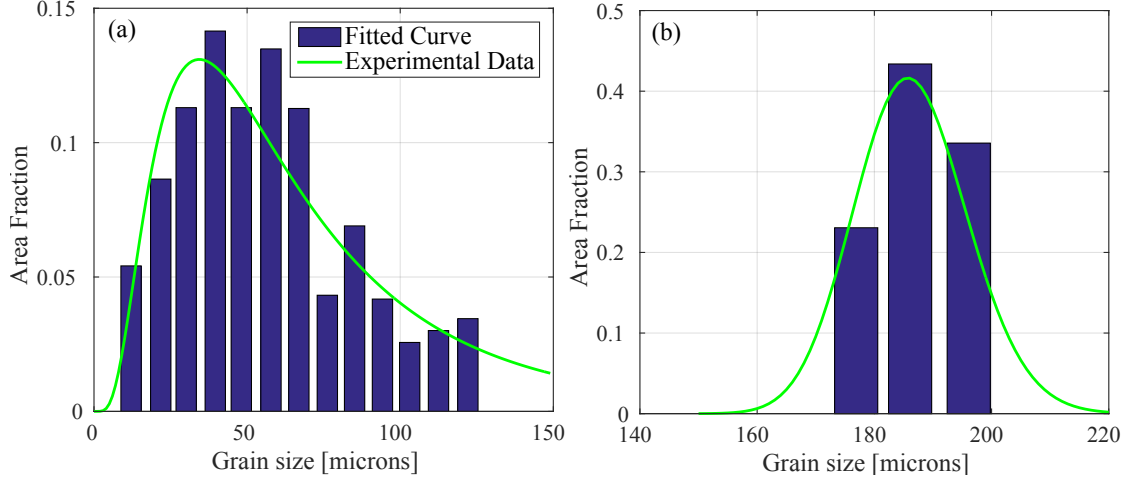 (a)
Fitted Curve
Experimental Data
Area Fraction
0.15
0.1
0.05
0
0
50
100
150
Grain size [microns]
(b)
Area Fraction
0.5
0.4
0.3
0.2
0.1
0
140
160
180
200
220
Grain size [microns]